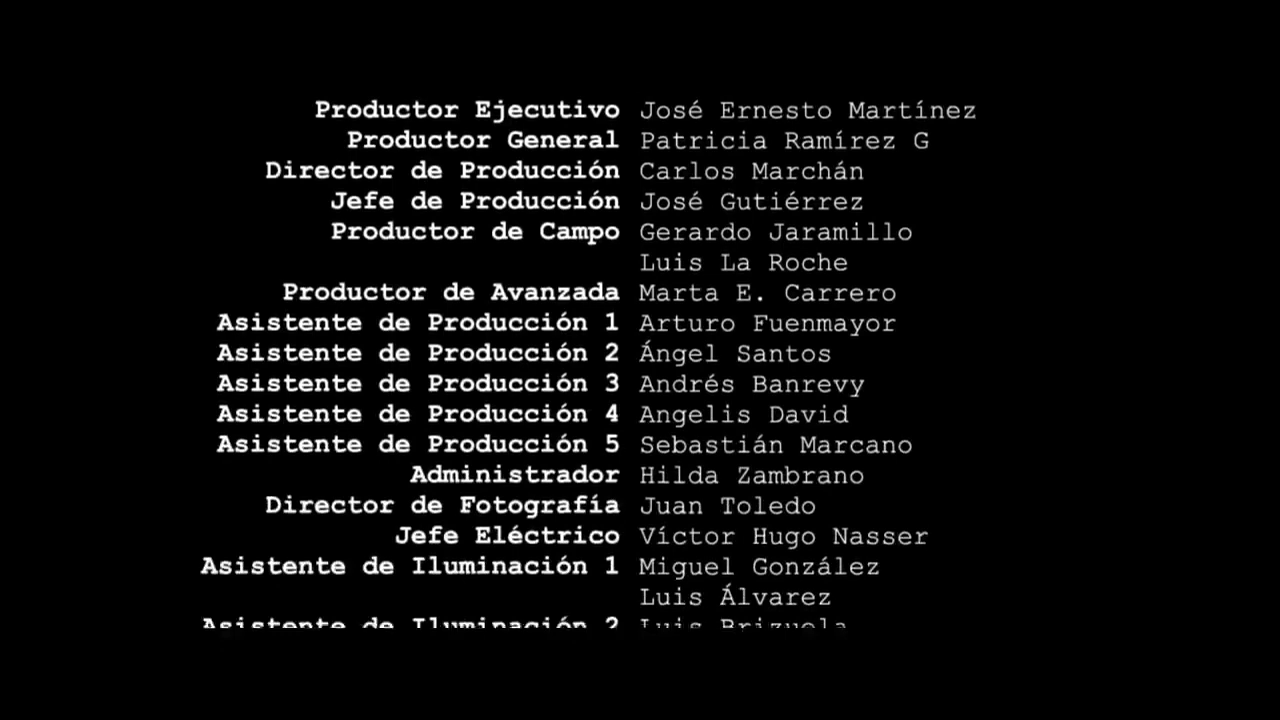 Productor Ejecutivo José Ernesto Martínez
Productor General Patricia Ramírez G
Director de Producción Carlos Marchán
Jefe de Producción José Gutiérrez
Productor de Campo Gerardo Jaramillo
Luis La Roche
Productor de Avanzada Marta E. Carrero
Asistente de Producción 1 Arturo Fuenmayor
Asistente de Producción 2 Ángel Santos
Asistente de Producción 3 Andrés Banrevy
Asistente de Producción 4 Angelis David
Asistente de Producción 5 Sebastián Marcano
Administrador Hilda Zambrano
Director de Fotografía Juan Toledo
Jefe Eléctrico Víctor Hugo Nasser
Asistente de Iluminación 1 Miguel González
Luis Álvarez
Asistente de Iluminación 2 Luis Brizuela